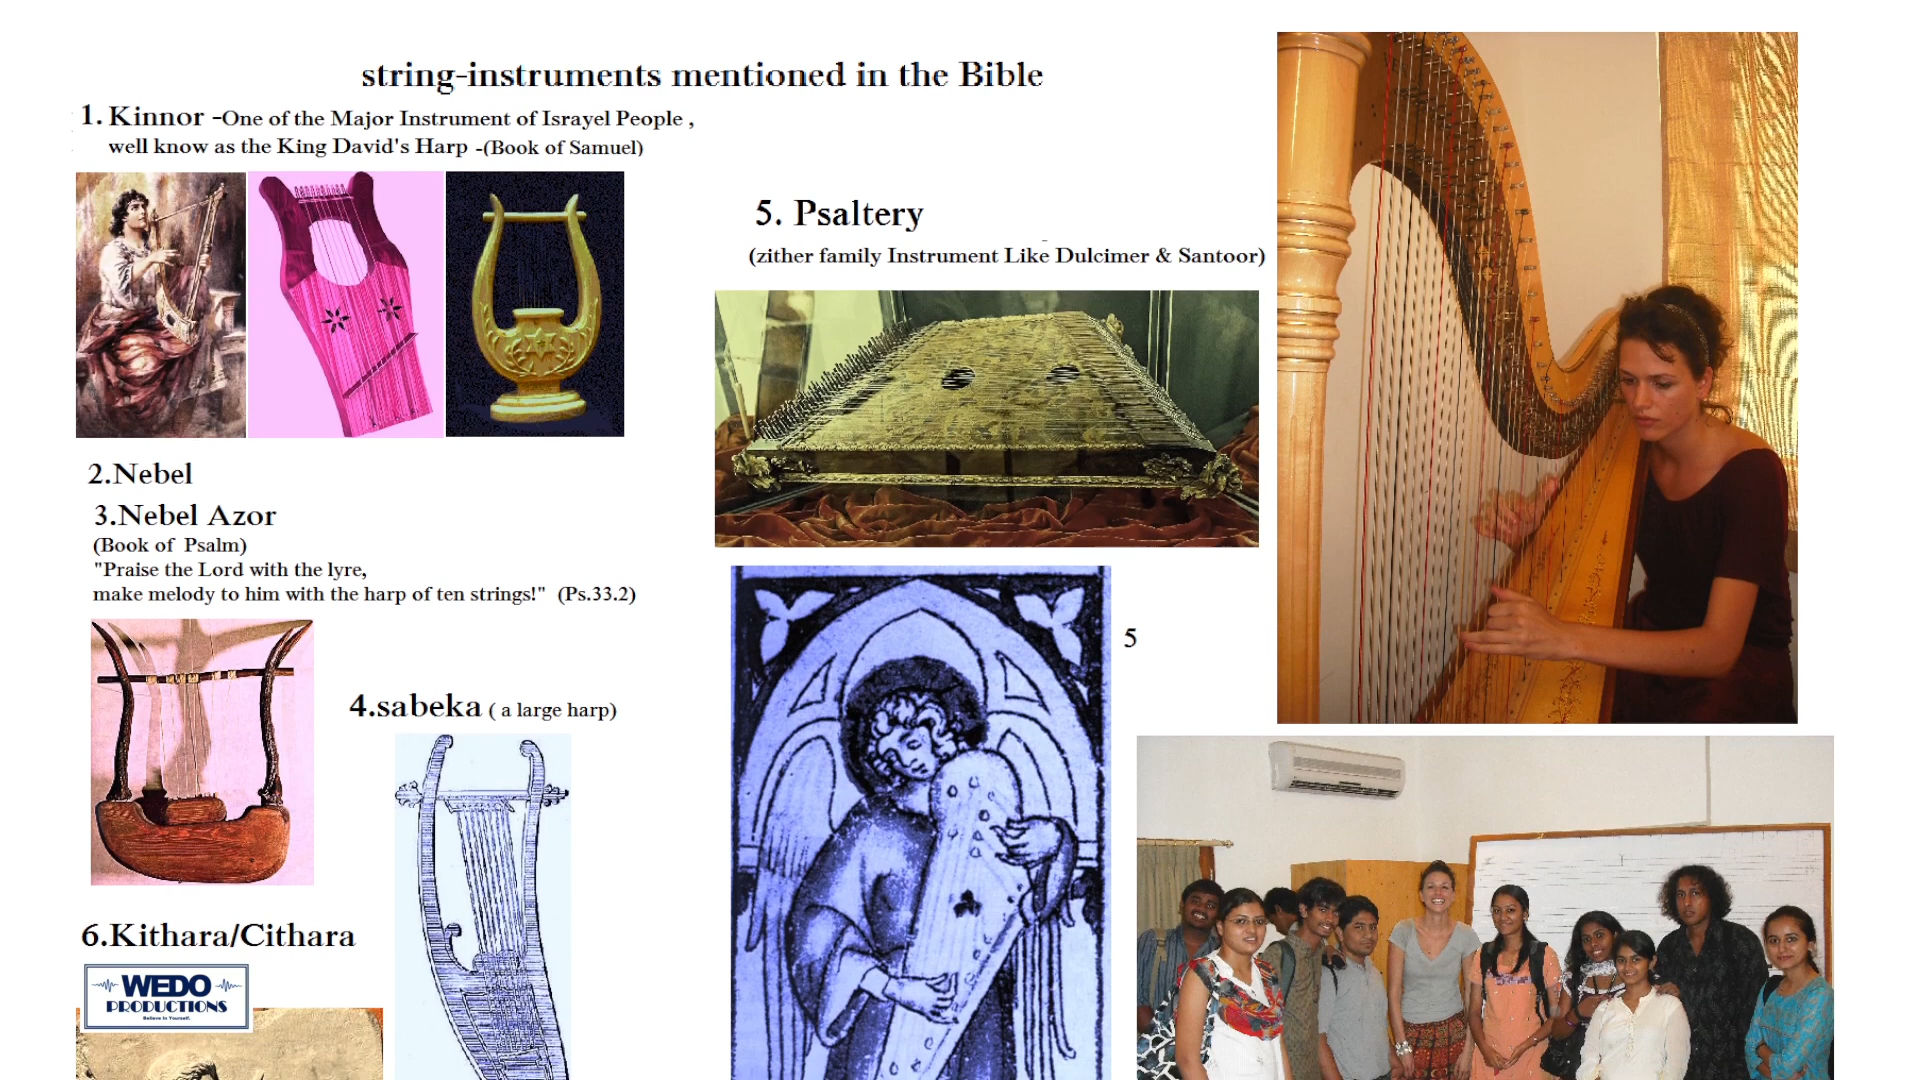 string-instruments mentioned in the Bible
1. Kinnor -One of the Major Instrument of Israyel People ,
well know as the King David's Harp -(Book of Samuel)
2.Nebel
3.Nebel Azor
(Book of Psalm)
"Praise the Lord with the lyre,
make melody to him with the harp of ten strings!" (Ps.33.2)
4.sabeka ( a large harp)
6.Kithara/Cithara
WEDO
PRODUCTIONS
Believe in Yourself.
5. Psaltery
(zither family Instrument Like Dulcimer & Santoor)
5